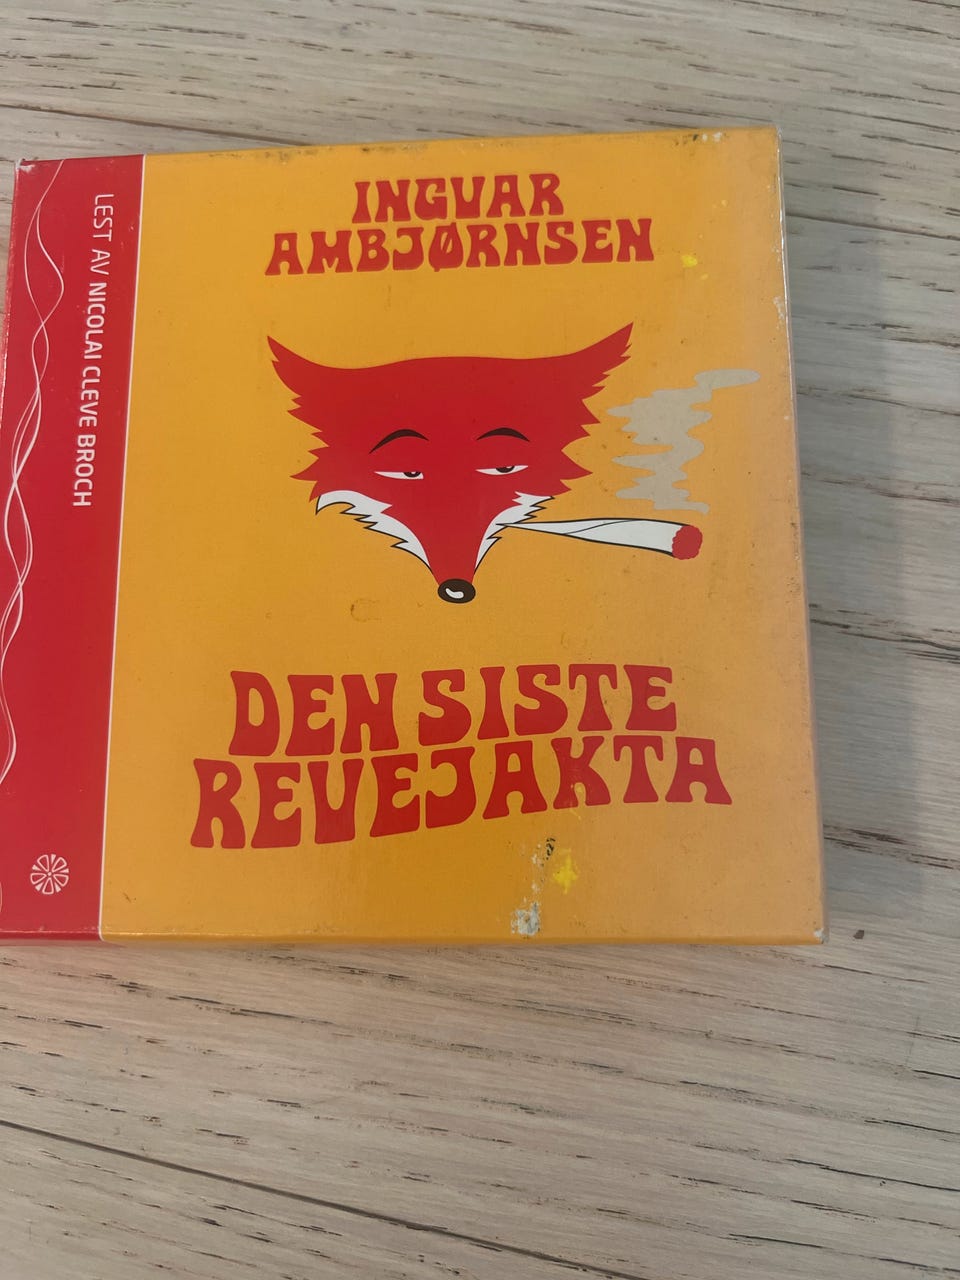 LEST AV NICOLAI CLEVE BROCH
INGVAR
AMBJØRNSEN
DEN SISTE
REVEJAKTA